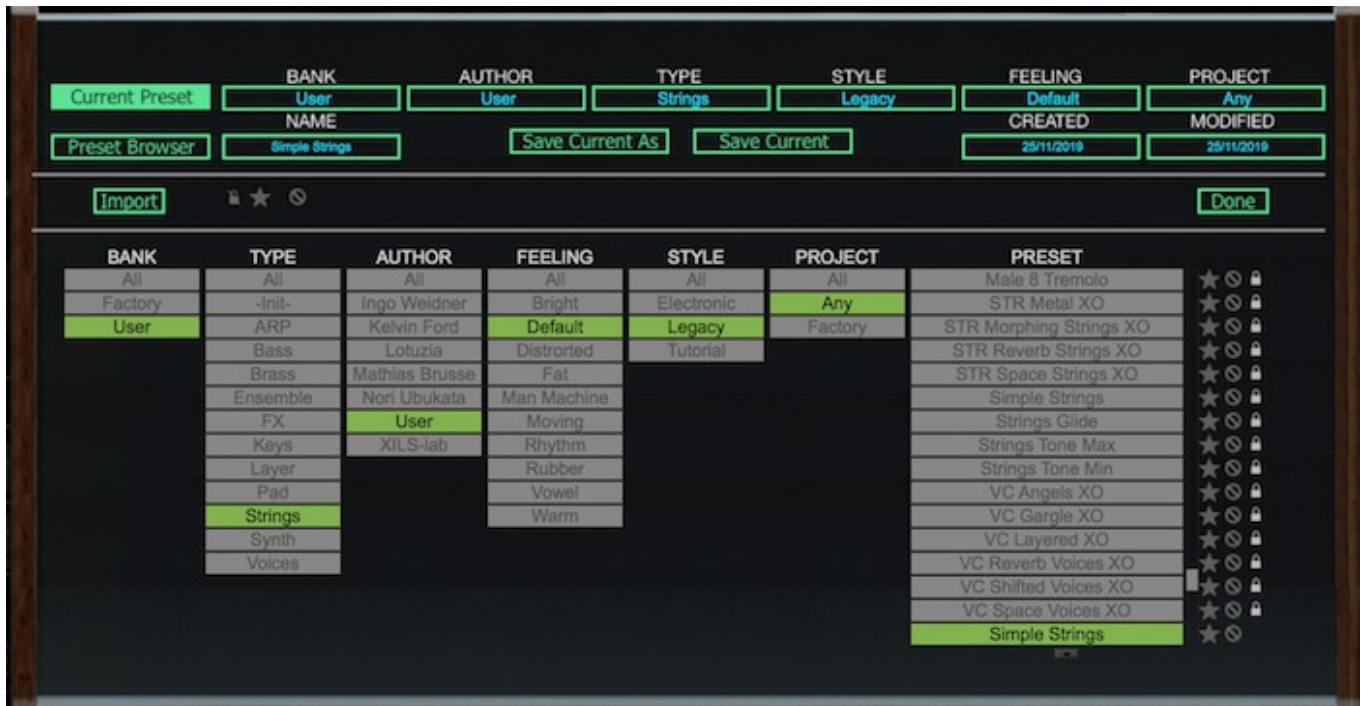 BANK AUTHOR TYPE STYLE FEELING PROJECT
Current Preset User User Strings Legacy Default Any
NAME CREATED MODIFIED
Preset Browser Simple Strings Save Current As Save Current 25/11/2019 25/11/2019
Import Done
BANK TYPE AUTHOR FEELING STYLE PROJECT PRESET
All All All All All All Male 8 Tremolo
Factory -Init- Ingo Weidner Bright Electronic Any STR Metal XO
User ARP Kelvin Ford Default Legacy Factory STR Morphing Strings XO
Bass Lotuzia Distrorted Tutorial STR Reverb Strings XO
Brass Mathias Brusse Fat STR Space Strings XO
Ensemble Nori Ubukata Man Machine Simple Strings
FX User Moving Strings Glide
Keys XILS-lab Rhythm Strings Tone Max
Layer Rubber Strings Tone Min
Pad Vowel VC Angels XO
Strings Warm VC Gargle XO
Synth VC Layered XO
Voices VC Reverb Voices XO
VC Shifted Voices XO
VC Space Voices XO
Simple Strings